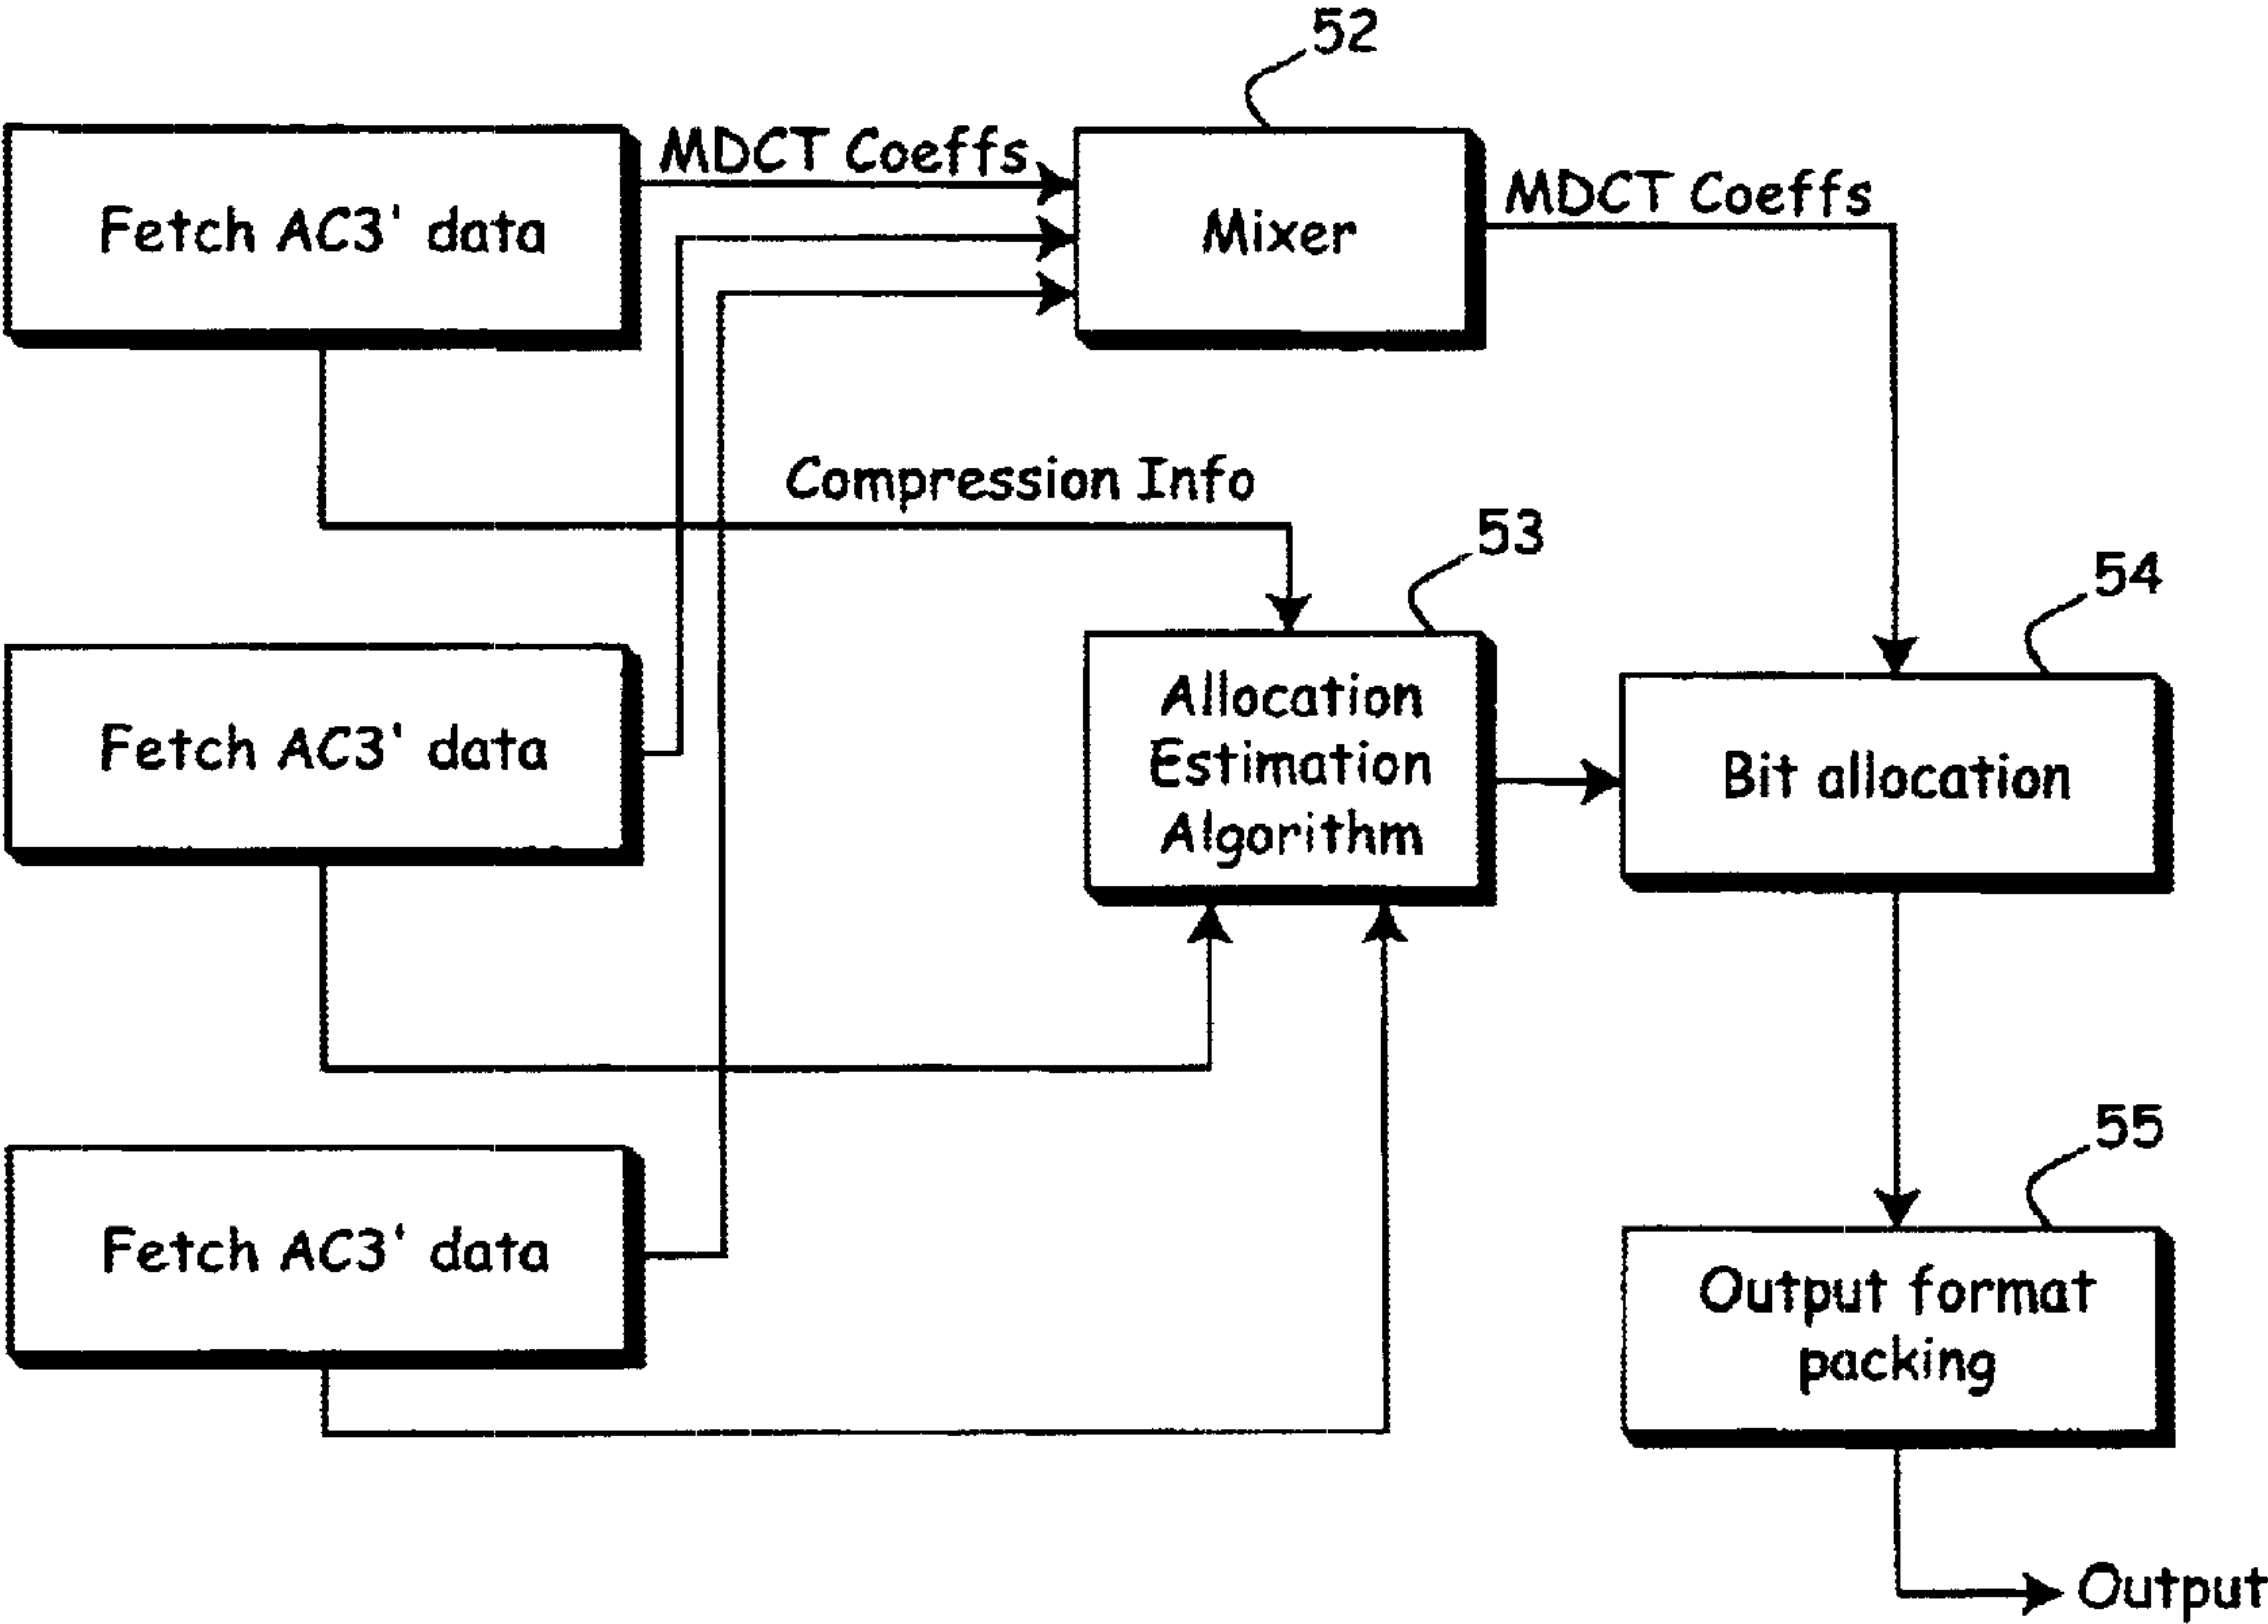 52
MDCT Coeffs
Fetch AC3' data
Mixer
MDCT Coeffs
Compression Info
53
54
Fetch AC3' data
Allocation
Estimation
Algorithm
Bit allocation
55
Fetch AC3' data
Output format
packing
Output